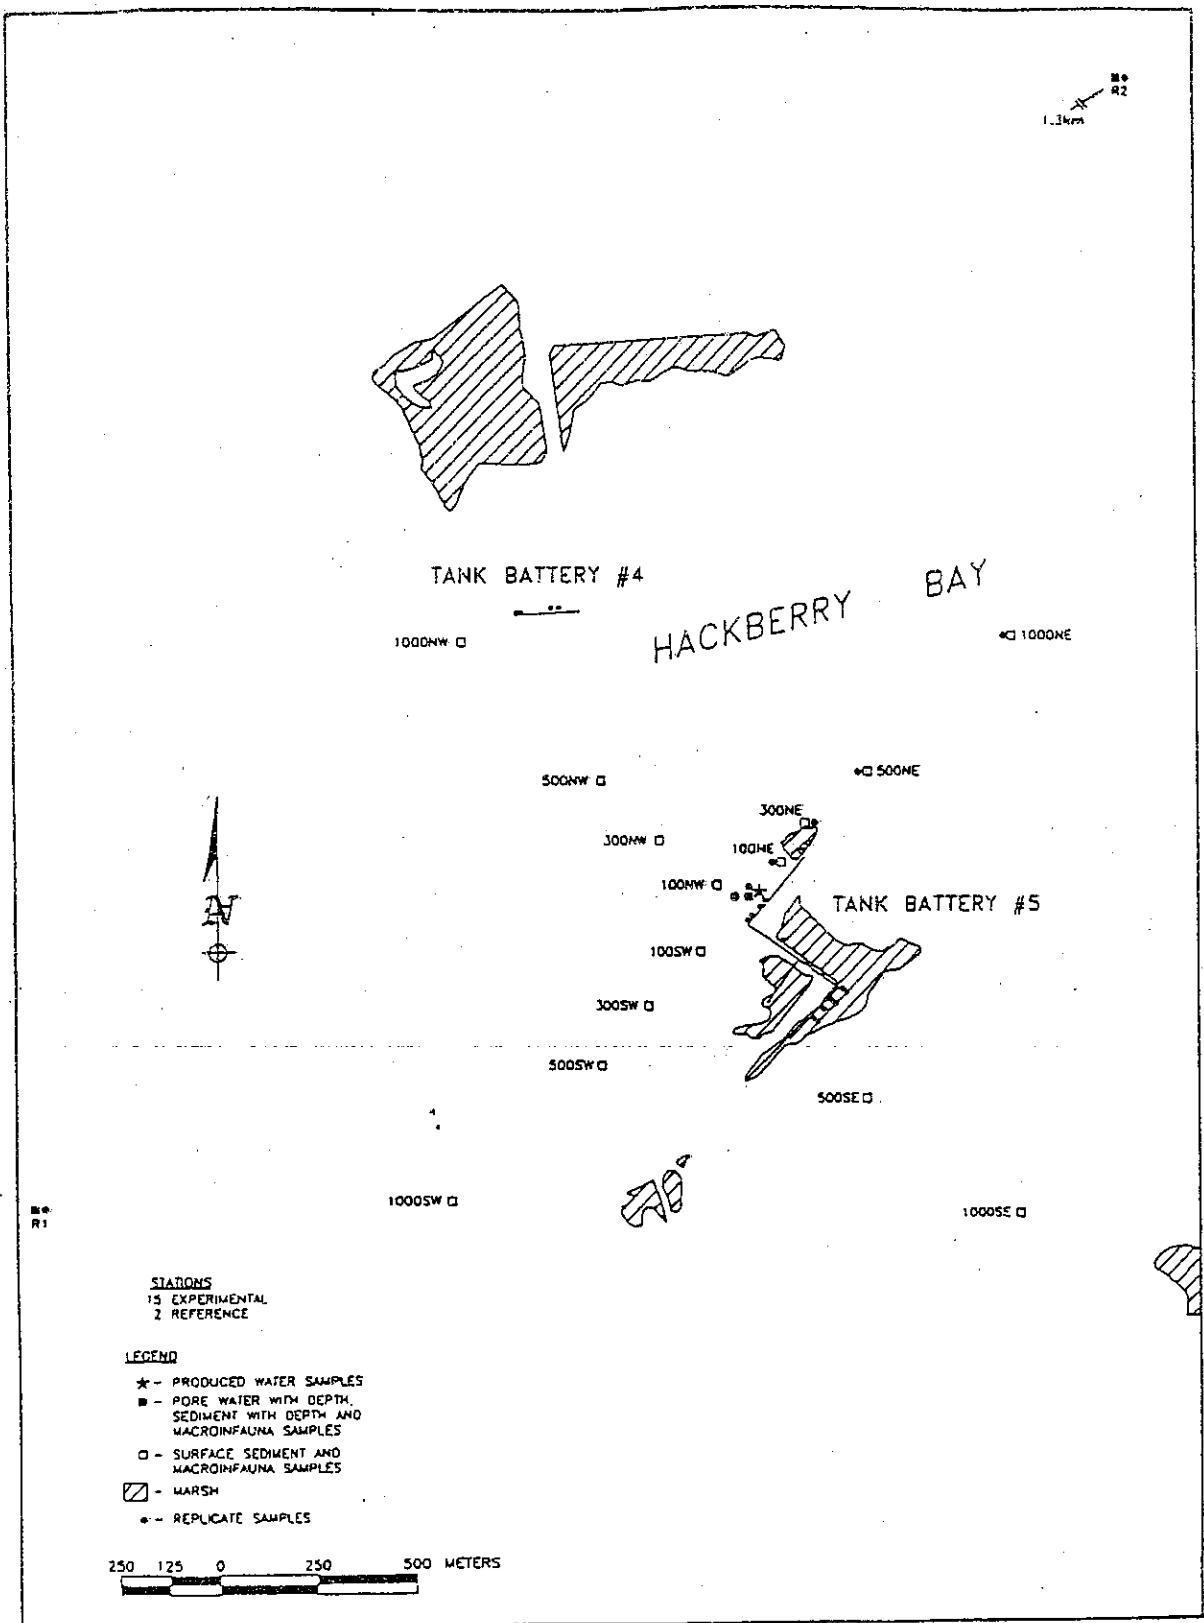 R2
1.3km
TANK BATTERY #4
HACKBERRY BAY
1000NW
1000NE
500NW
500NE
300NE
300NW
100NE
100NW
TANK BATTERY #5
N
100SW
300SW
500SW
500SE
1000SW
1000SE
R1
STATIONS
15 EXPERIMENTAL
2 REFERENCE
LEGEND
★ - PRODUCED WATER SAMPLES
■ - PORE WATER WITH DEPTH,
SEDIMENT WITH DEPTH AND
MACROINFAUNA SAMPLES
□ - SURFACE SEDIMENT AND
MACROINFAUNA SAMPLES
- MARSH
● - REPLICATE SAMPLES
250 125 0 250 500 METERS